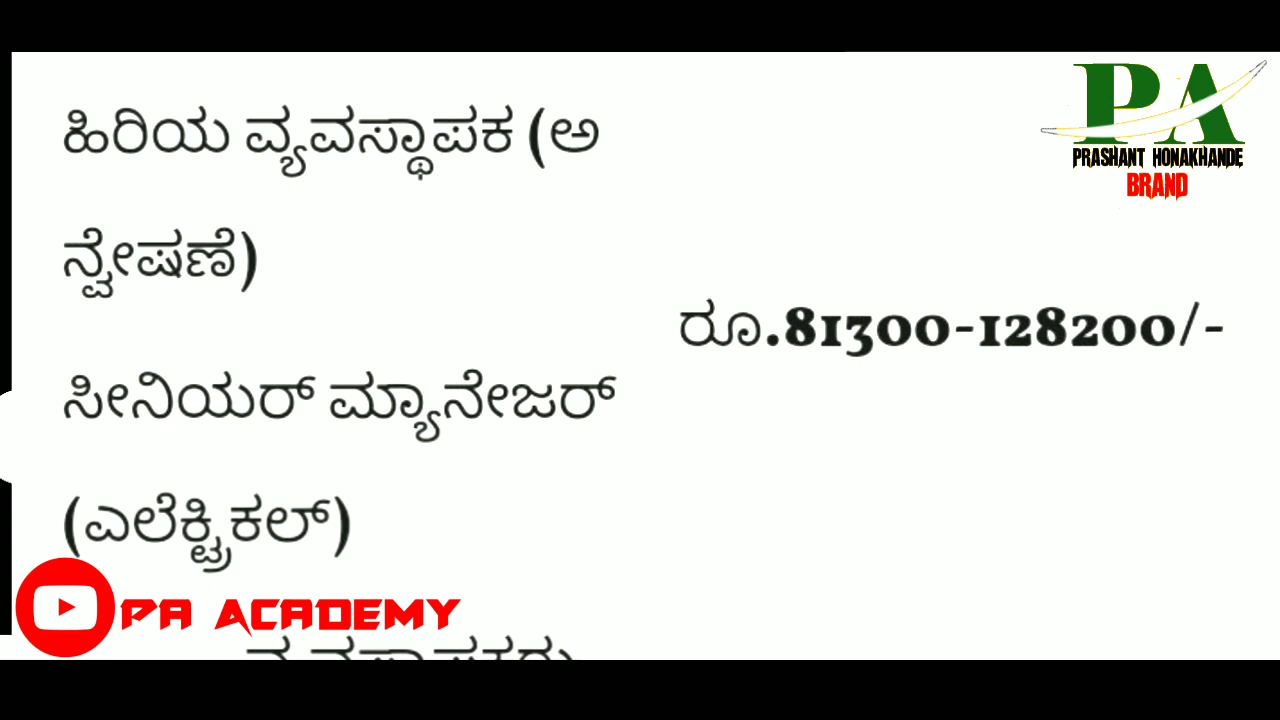 ಹಿರಿಯ ವ್ಯವಸ್ಥಾಪಕ (ಅ
ನ್ವೇಷಣೆ)
ರೂ.81300-128200/-
ಸೀನಿಯರ್ ಮ್ಯಾನೇಜರ್
(ಎಲೆಕ್ಟ್ರಿಕಲ್)
PA
PRASHANT HONAKHANDE
BRAND
PA ACADEMY